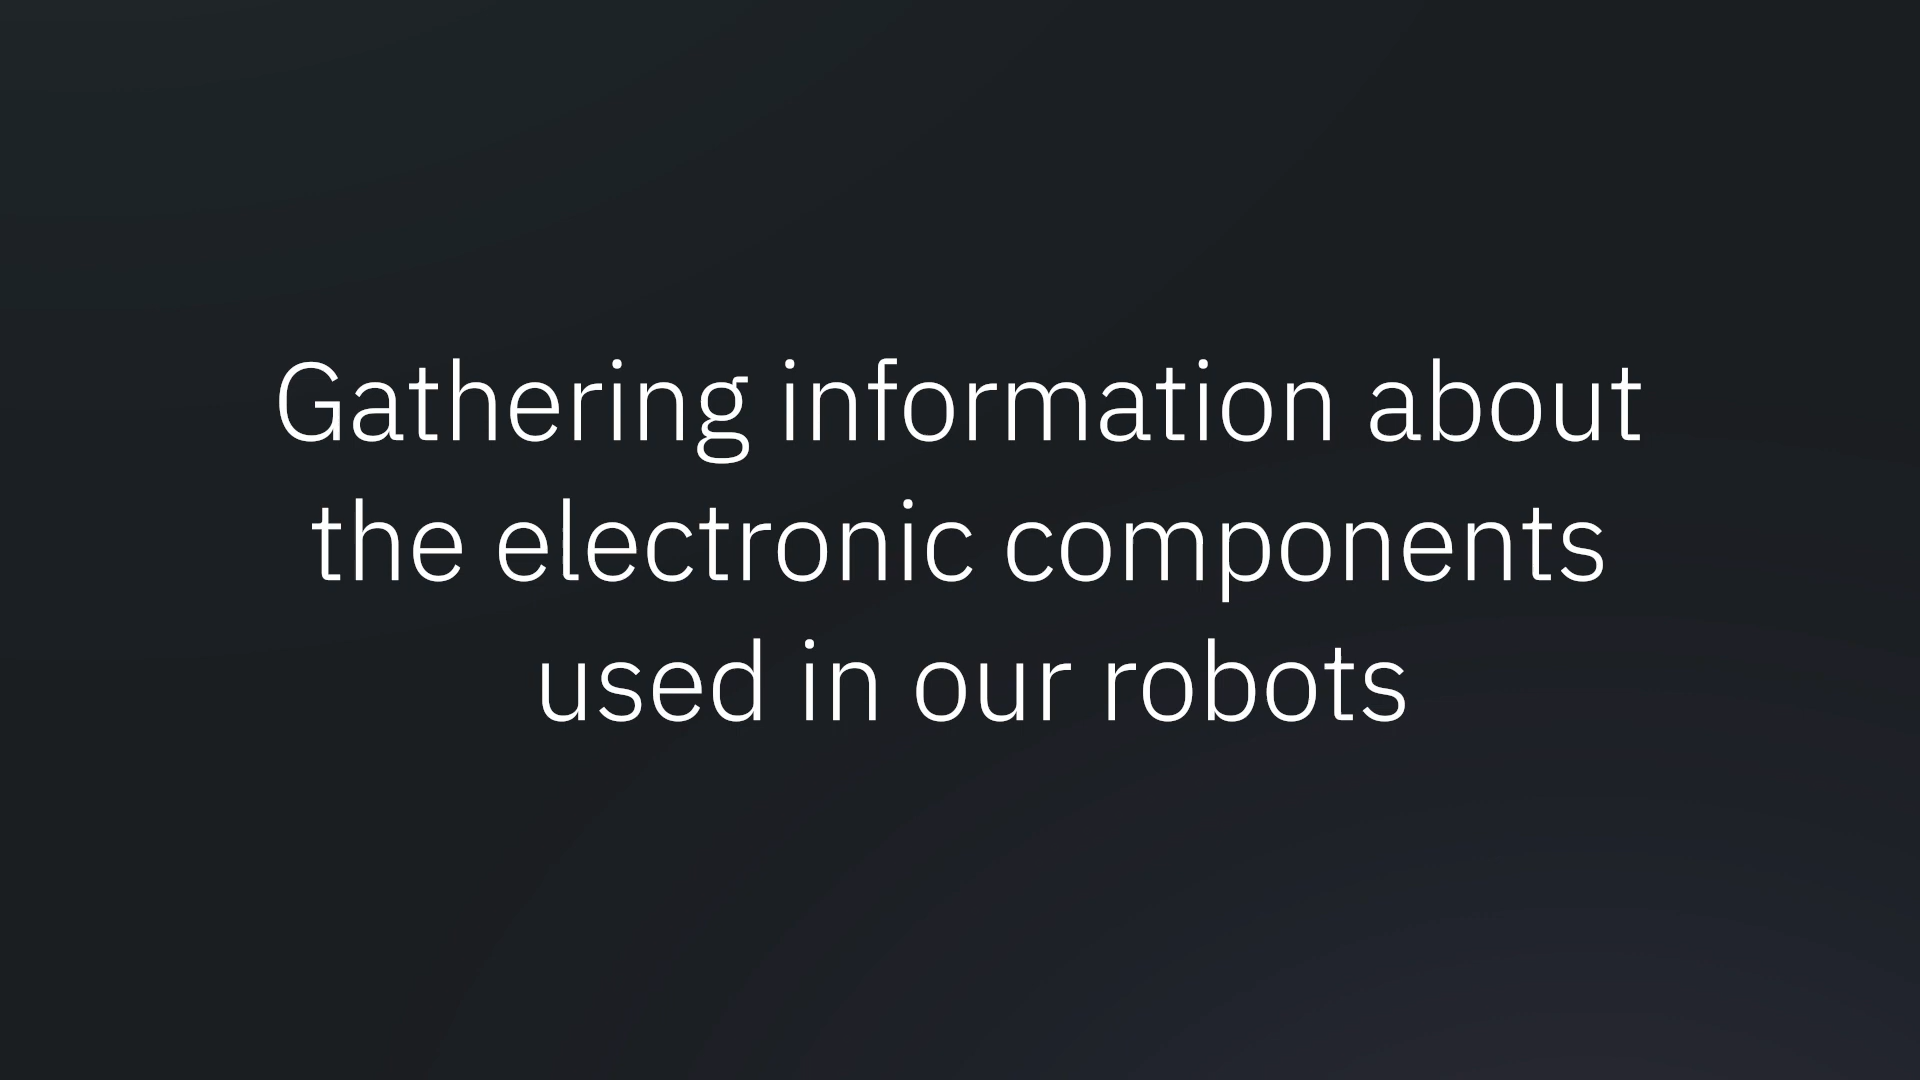 Gathering information about
the electronic components
used in our robots